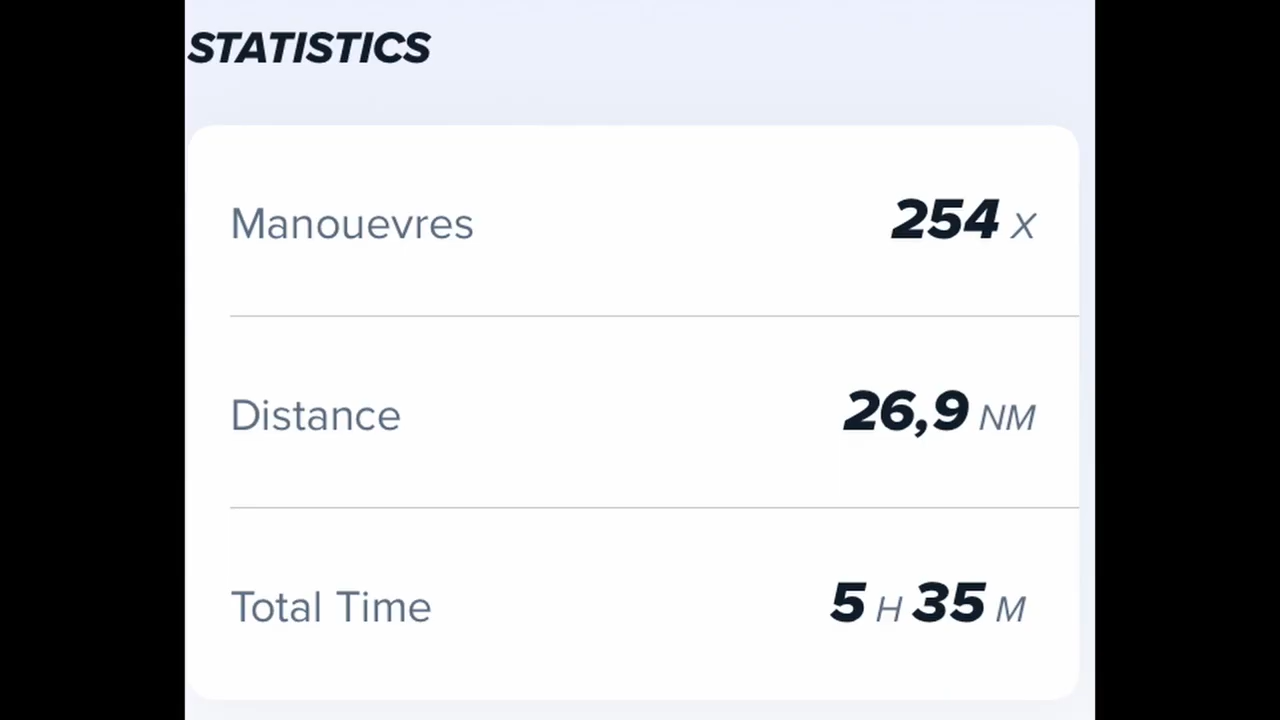 STATISTICS
Manouevres 254 X
Distance 26,9 NM
Total Time 5 H 35 M